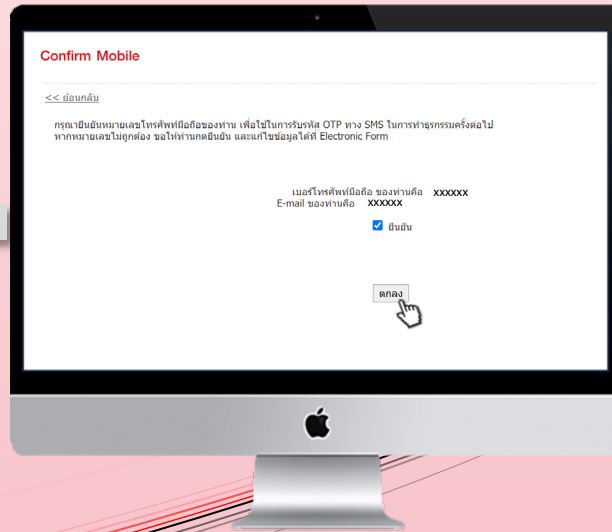 Confirm Mobile
<< ย้อนกลับ
กรุณายืนยันหมายเลขโทรศัพท์มือถือของท่าน เพื่อใช้ในการรับรหัส OTP ทาง SMS ในการทำธุรกรรมครั้งต่อไป
หากหมายเลขไม่ถูกต้อง ขอให้ท่านกดยืนยัน และแก้ไขข้อมูลได้ที่ Electronic Form
เบอร์โทรศัพท์มือถือ ของท่านคือ xxxxxx
E-mail ของท่านคือ xxxxxx
ยืนยัน
ตกลง